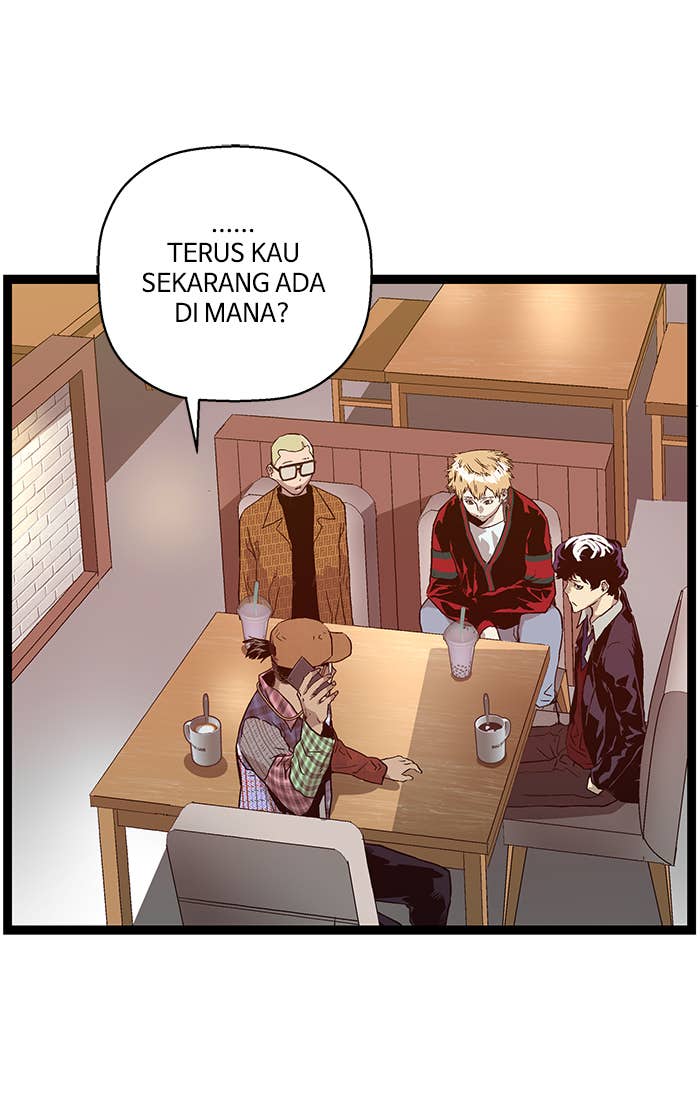 ......
TERUS KAU
SEKARANG ADA
DI MANA?